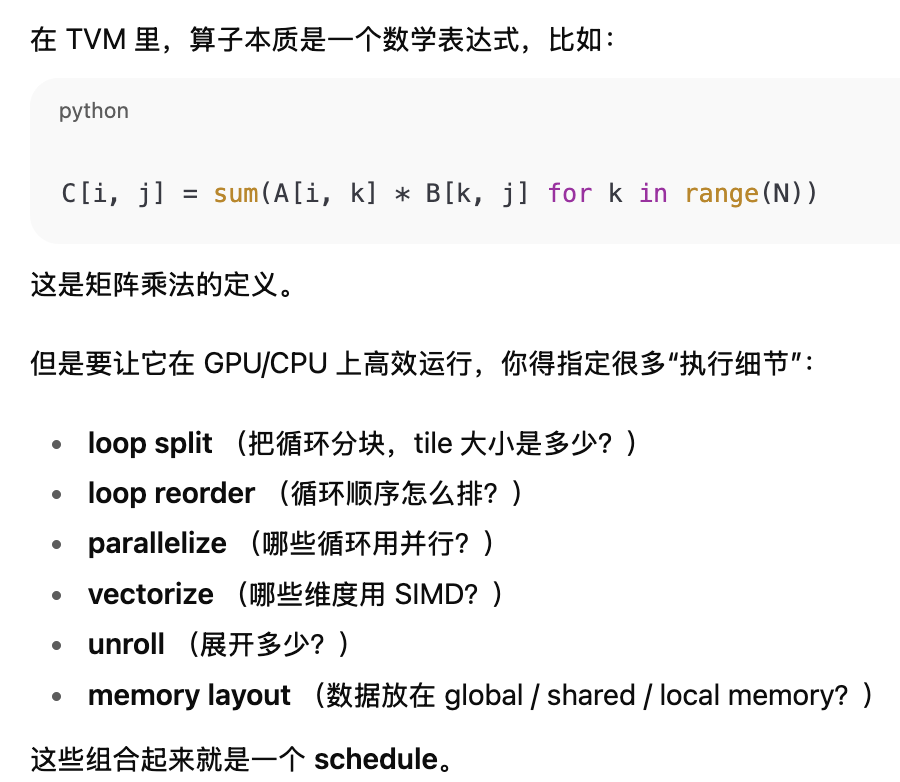 在 TVM 里，算子本质是一个数学表达式，比如：
python
C[i, j] = sum(A[i, k] * B[k, j] for k in range(N))
这是矩阵乘法的定义。
但是要让它在 GPU/CPU 上高效运行，你得指定很多“执行细节”：
• loop split （把循环分块，tile 大小是多少？）
• loop reorder （循环顺序怎么排？）
• parallelize （哪些循环用并行？）
• vectorize （哪些维度用 SIMD？）
• unroll （展开多少？）
• memory layout （数据放在 global / shared / local memory？）
这些组合起来就是一个 schedule。